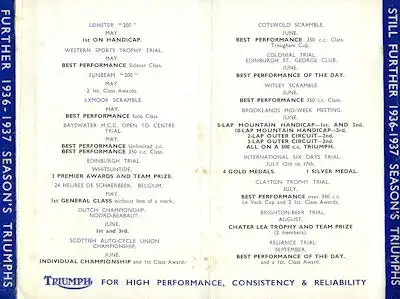 FURTHER 1936-1937 SEASON'S TRIUMPHS
LEINSTER "200"
MAY.
1st ON HANDICAP.
WESTERN SPORTS TROPHY TRIAL.
MAY.
BEST PERFORMANCE Sidecar Class.
SUNBEAM "200"
MAY.
2 1st Class Awards.
EXMOOR SCRAMBLE.
MAY.
BEST PERFORMANCE Solo Class.
BAYSWATER M.C.C. OPEN TO CENTRE
TRIAL.
MAY.
BEST PERFORMANCE Unlimited c.c.
BEST PERFORMANCE 350 c.c. Class.
EDINBURGH TRIAL.
WHITSUNTIDE.
3 PREMIER AWARDS AND TEAM PRIZE.
24 HEURES DE SCHAERBEEK, BELGIUM.
MAY.
1st GENERAL CLASS without loss of a mark.
DUTCH CHAMPIONSHIP.
NOORD-BRABANT.
JUNE.
1st and 3rd.
SCOTTISH AUTO-CYCLE UNION
CHAMPIONSHIP.
JUNE.
INDIVIDUAL CHAMPIONSHIP and 1st Class Award.
COTSWOLD SCRAMBLE.
JUNE.
BEST PERFORMANCE 350 c.c. Class.
Trougham Cup.
COLONIAL TRIAL.
EDINBURGH ST. GEORGE CLUB.
JUNE.
BEST PERFORMANCE OF THE DAY.
WITLEY SCRAMBLE.
JUNE.
BEST PERFORMANCE 250 c.c. Class.
BROOKLANDS MID-WEEK MEETING.
JUNE.
5-LAP MOUNTAIN HANDICAP—1st. AND 2nd.
10-LAP MOUNTAIN HANDICAP—3rd.
2-LAP OUTER CIRCUIT—2nd.
3-LAP OUTER CIRCUIT—2nd.
ALL ON A 500 c.c. TRIUMPH.
INTERNATIONAL SIX DAYS TRIAL.
JULY 12th to 17th.
4 GOLD MEDALS. 1 SILVER MEDAL.
CLAYTON TROPHY TRIAL.
JULY.
BEST PERFORMANCE over 350 c.c.
Le Vack Cup and 2 1st. Class Awards.
BRIGHTON-BEER TRIAL.
AUGUST.
CHATER LEA TROPHY AND TEAM PRIZE
(2 members).
RELIANCE TRIAL.
SEPTEMBER.
BEST PERFORMANCE OF THE DAY.
and a 1st. Class Award.
STILL FURTHER 1936-1937 SEASON'S TRIUMPHS
TRIUMPH FOR HIGH PERFORMANCE, CONSISTENCY & RELIABILITY